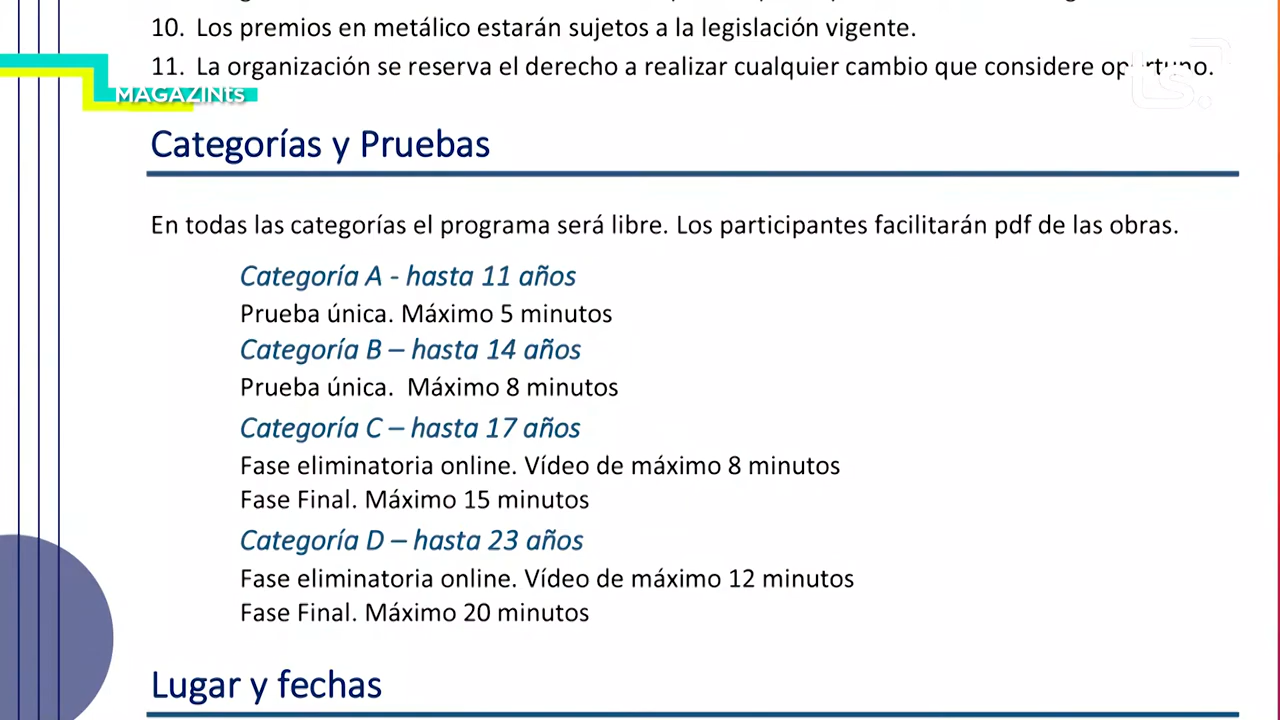 10. Los premios en metálico estarán sujetos a la legislación vigente.
11. La organización se reserva el derecho a realizar cualquier cambio que considere oportuno.
MAGAZINts
ts.
Categorías y Pruebas
En todas las categorías el programa será libre. Los participantes facilitarán pdf de las obras.
Categoría A - hasta 11 años
Prueba única. Máximo 5 minutos
Categoría B – hasta 14 años
Prueba única.  Máximo 8 minutos
Categoría C – hasta 17 años
Fase eliminatoria online. Vídeo de máximo 8 minutos
Fase Final. Máximo 15 minutos
Categoría D – hasta 23 años
Fase eliminatoria online. Vídeo de máximo 12 minutos
Fase Final. Máximo 20 minutos
Lugar y fechas